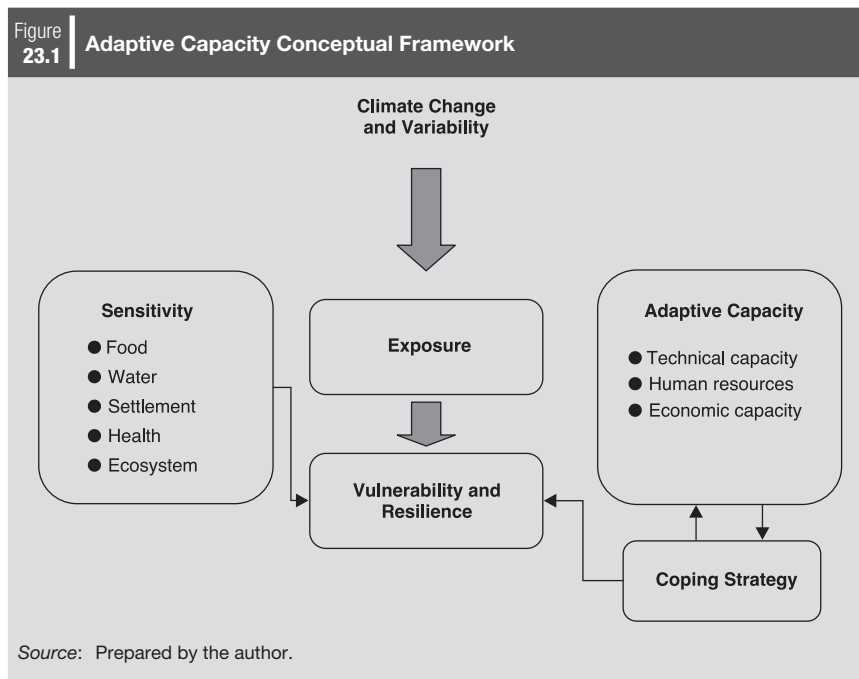 Figure
23.1
Adaptive Capacity Conceptual Framework
Climate Change
and Variability
Sensitivity
● Food
● Water
● Settlement
● Health
● Ecosystem
Exposure
Vulnerability and
Resilience
Adaptive Capacity
● Technical capacity
● Human resources
● Economic capacity
Coping Strategy
Source: Prepared by the author.